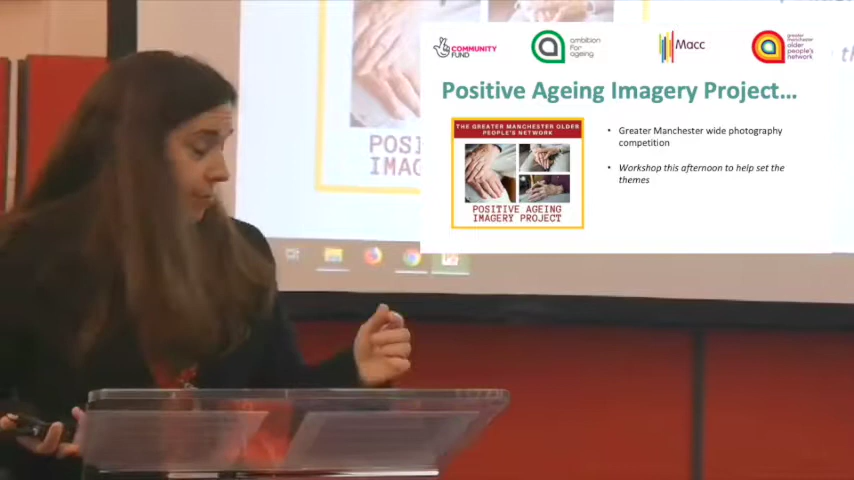 COMMUNITY
FUND
ambition
for
ageing
Macc
greater
manchester
older
people's
network
Positive Ageing Imagery Project...
THE GREATER MANCHESTER OLDER
PEOPLE'S NETWORK
POSITIVE AGEING
IMAGERY PROJECT
• Greater Manchester wide photography
competition
• Workshop this afternoon to help set the
themes
POSI
IMAG
th